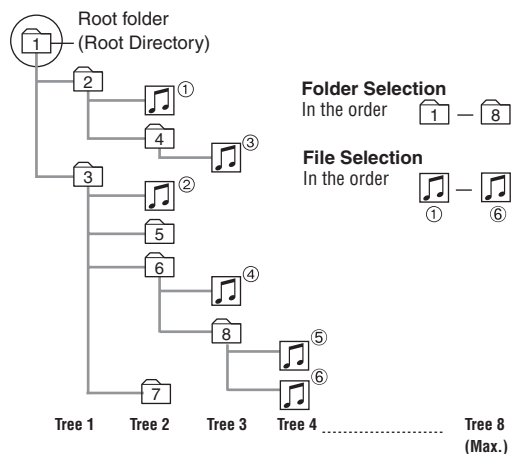 Root folder
(Root Directory)
1
2
①
4
③
3
②
5
6
④
8
⑤
⑥
7
Folder Selection
In the order 1 – 8
File Selection
In the order
① ⑥
Tree 1 Tree 2 Tree 3 Tree 4 Tree 8
(Max.)